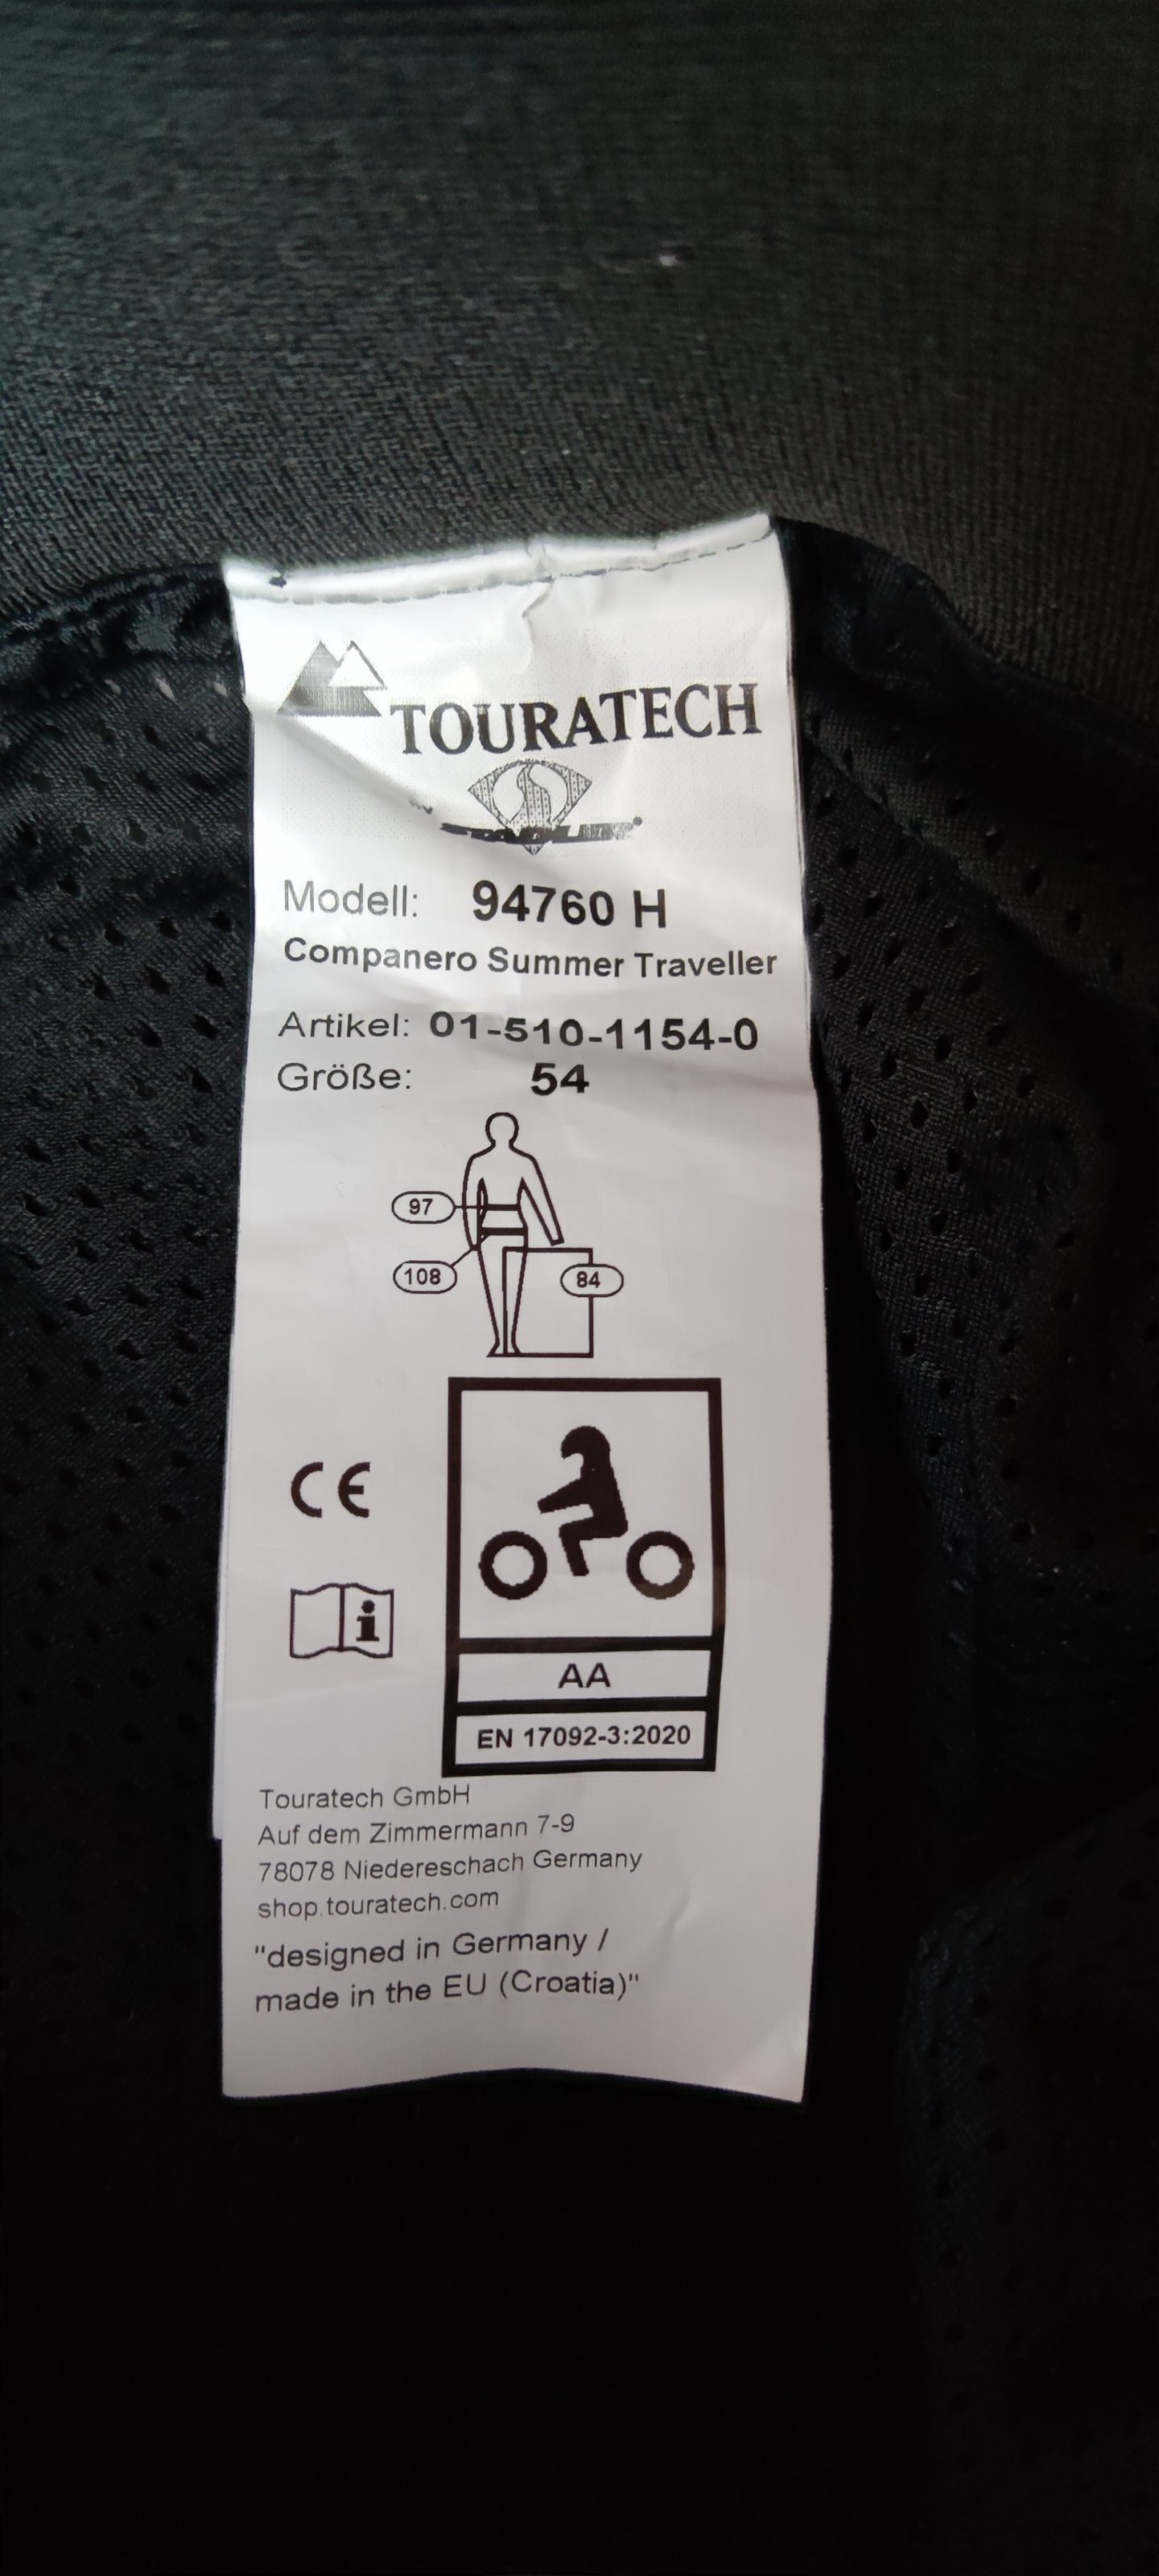 TOURATECH
BY
STADLER®
Modell: 94760 H
Companero Summer Traveller
Artikel: 01-510-1154-0
Größe: 54
97
108
84
CE
i
AA
EN 17092-3:2020
Touratech GmbH
Auf dem Zimmermann 7-9
78078 Niedereschach Germany
shop.touratech.com
"designed in Germany /
made in the EU (Croatia)"